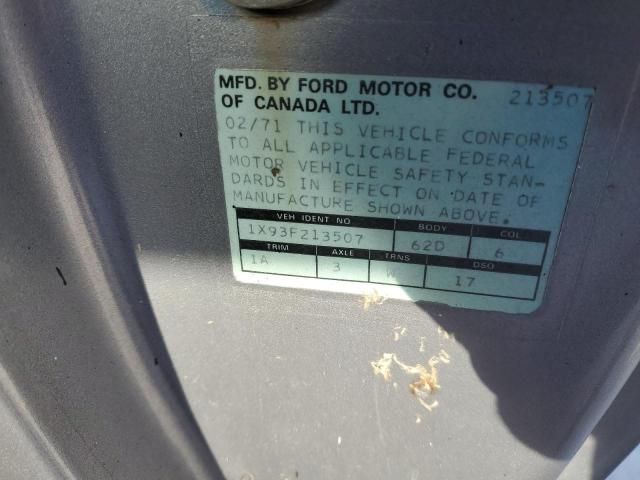 MFD. BY FORD MOTOR CO. 213507
OF CANADA LTD.
02/71 THIS VEHICLE CONFORMS
TO ALL APPLICABLE FEDERAL
MOTOR VEHICLE SAFETY STAN-
DARDS IN EFFECT ON DATE OF
MANUFACTURE SHOWN ABOVE.
VEH IDENT NO BODY COL
1X93F213507 62D 6
TRIM AXLE TRNS DSO
1A 3 W 17